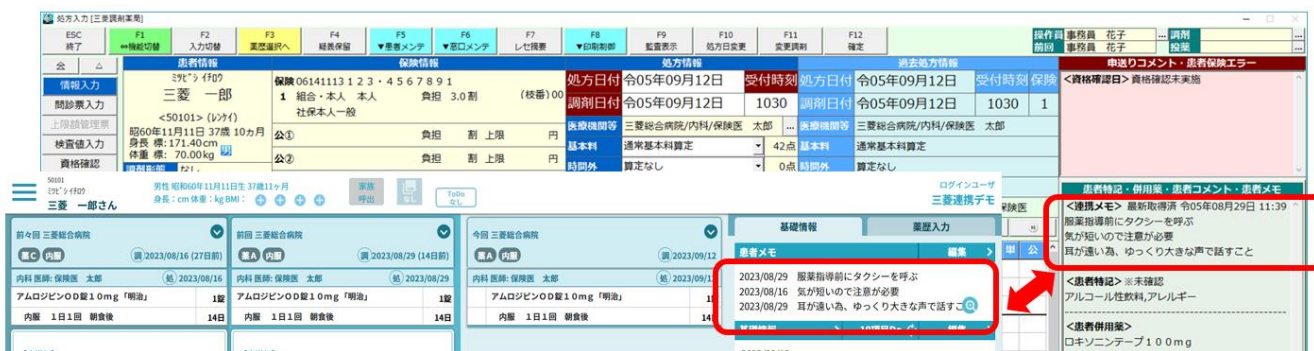 処方入力 [三菱調剤薬局]
ESC 終了
F1 ⇔機能切替
F2 入力切替
F3 薬歴選択へ
F4 経義保留
F5 ▼患者メンテ
F6 ▼窓口メンテ
F7 レセ摘要
F8 ▼印刷制御
F9 監査表示
F10 処方日変更
F11 変更調剤
F12 確定
操作員 事務員 花子 ... 調剤 ...
前回 事務員 花子 投薬 ...
患者情報
保険情報
処方情報
過去処方情報
申送りコメント・患者保険エラー
情報入力
問診票入力
上限額管理票
検査値入力
資格確認
ミツビシ イチロウ
三菱 一郎
<50101> (レンケイ)
昭60年11月11日 37歳 10ヵ月
身長 標:171.40cm
体重 標: 70.00kg 男
調剤形態 なし
保険 06141113 123・4567891
1 組合・本人 本人 負担 3.0割 (枝番)00
社保本人一般
公① 負担 割 上限 円
公② 負担 割 上限 円
処方日付 令05年09月12日 受付時刻
調剤日付 令05年09月12日 1030
医療機関等 三菱総合病院/内科/保険医 太郎 ...
基本料 通常基本料算定 42点
時間外 算定なし 0点
処方日付 令05年09月12日 受付時刻 保険
調剤日付 令05年09月12日 1030 1
医療機関等 三菱総合病院/内科/保険医 太郎
基本料 通常基本料算定
時間外 算定なし
<資格確認日> 資格確認未実施
50101
ミツビシ イチロウ
三菱 一郎さん
男性 昭和60年11月11日生 37歳11ヶ月
身長:cm 体重:kg BMI:
家族 呼出
なし
ToDo なし
ログインユーザ
三菱連携デモ
前々回 三菱総合病院
薬C 内服 調 2023/08/16 (27日前)
内科 医師: 保険医 太郎 処 2023/08/16
アムロジピンOD錠10mg「明治」 1錠
内服 1日1回 朝食後 14日
前回 三菱総合病院
薬A 内服 調 2023/08/29 (14日前)
内科 医師: 保険医 太郎 処 2023/08/29
アムロジピンOD錠10mg「明治」 1錠
内服 1日1回 朝食後 14日
今回 三菱総合病院
内服 調 2023/09/12
内科 医師: 保険医 太郎 処 2023/09/1
アムロジピンOD錠10mg「明治」
内服 1日1回 朝食後 14
基礎情報
薬歴入力
患者メモ 編集
2023/08/29 服薬指導前にタクシーを呼ぶ
2023/08/16 気が短いので注意が必要
2023/08/29 耳が遠い為、ゆっくり大きな声で話すこ
保険医
単 公
患者特記・併用薬・患者コメント・患者メモ
<連携メモ> 最新取得済 令05年08月29日 11:39
服薬指導前にタクシーを呼ぶ
気が短いので注意が必要
耳が遠い為、ゆっくり大きな声で話すこと
<患者特記> ※未確認
アルコール性飲料,アレルギー
<患者併用薬>
ロキソニンテープ100mg